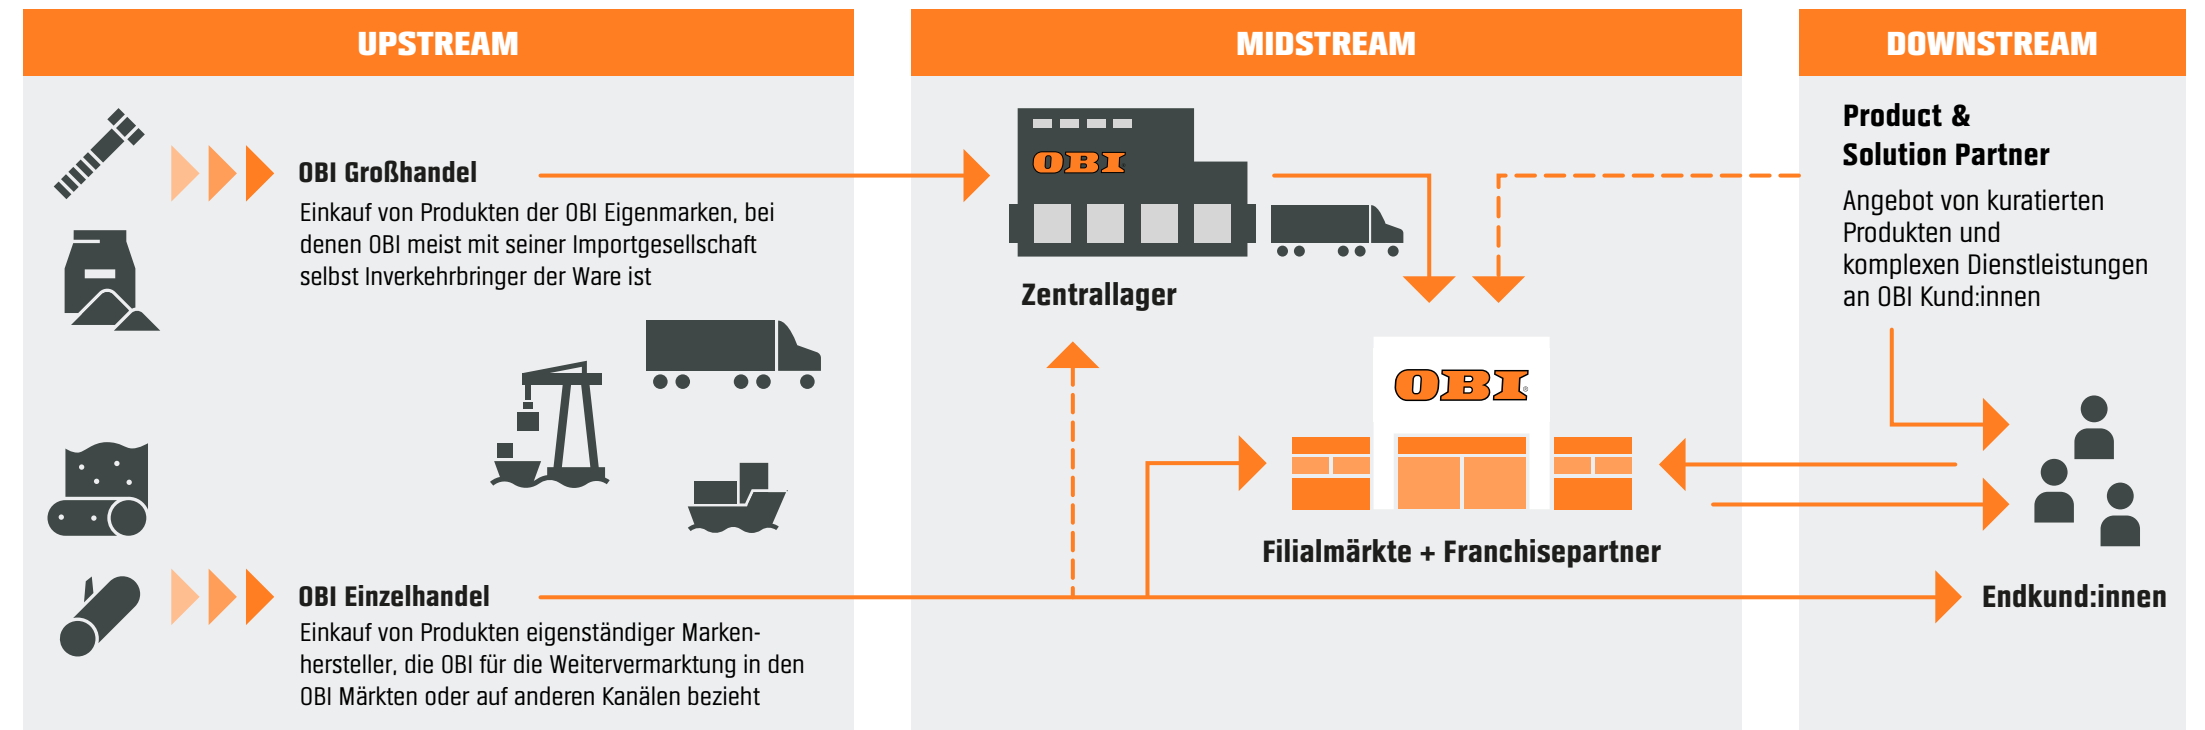 UPSTREAM
OBI Großhandel
Einkauf von Produkten der OBI Eigenmarken, bei
denen OBI meist mit seiner Importgesellschaft
selbst Inverkehrbringer der Ware ist
OBI Einzelhandel
Einkauf von Produkten eigenständiger Marken-
hersteller, die OBI für die Weitervermarktung in den
OBI Märkten oder auf anderen Kanälen bezieht
MIDSTREAM
OBI
Zentrallager
OBI®
Filialmärkte + Franchisepartner
DOWNSTREAM
Product &
Solution Partner
Angebot von kuratierten
Produkten und
komplexen Dienstleistungen
an OBI Kund:innen
Endkund:innen